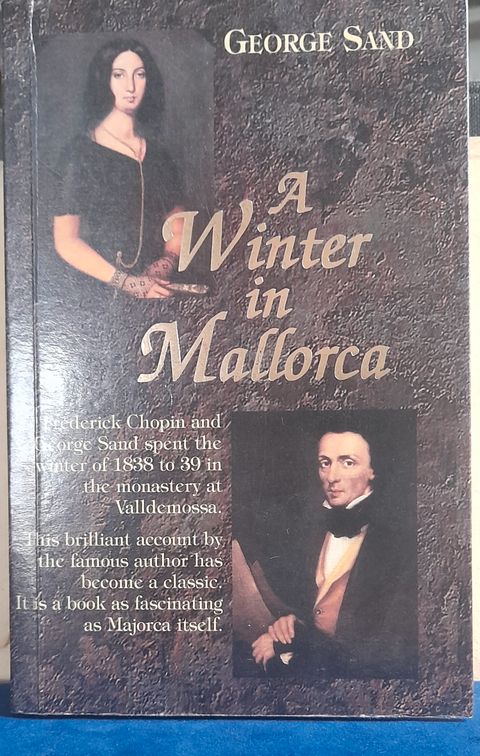 GEORGE SAND
A
Winter
in
Mallorca
Frederick Chopin and
George Sand spent the
winter of 1838 to 39 in
the monastery at
Valldemossa.
This brilliant account by
the famous author has
become a classic.
It is a book as fascinating
as Majorca itself.